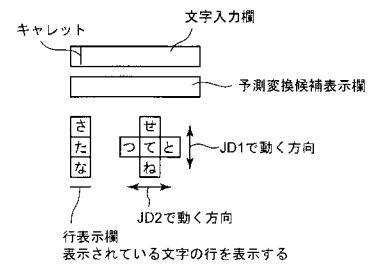 キャレット
文字入力欄
予測変換候補表示欄
さ
た
な
せ
つてと
ね
JD1で動く方向
JD2で動く方向
行表示欄
表示されている文字の行を表示する